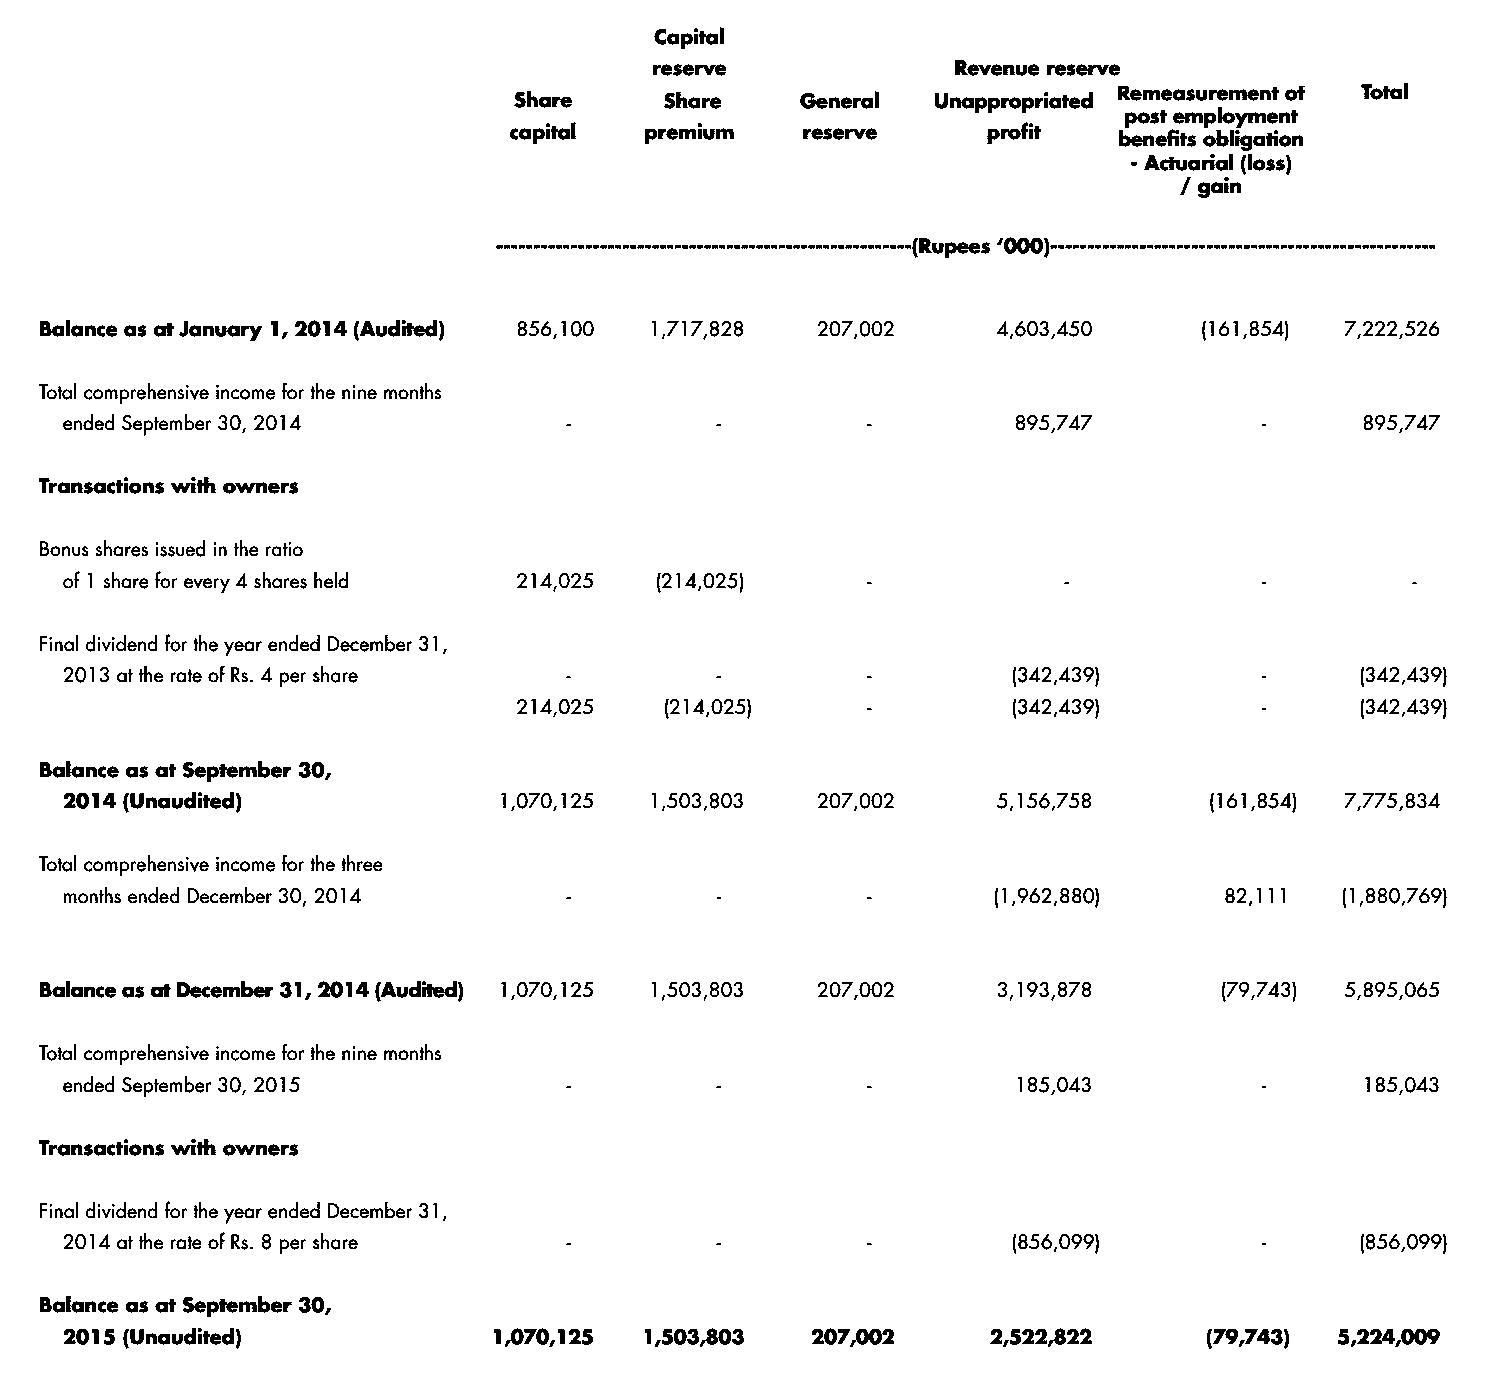 Capital
reserve Revenue reserve
Share Share General Unappropriated Remeasurement of Total
capital premium reserve profit post employment
benefits obligation
- Actuarial (loss)
/ gain
(Rupees ‘000)
Balance as at January 1, 2014 (Audited) 856,100 1,717,828 207,002 4,603,450 (161,854) 7,222,526
Total comprehensive income for the nine months
ended September 30, 2014 - - - 895,747 - 895,747
Transactions with owners
Bonus shares issued in the ratio
of 1 share for every 4 shares held 214,025 (214,025) - - - -
Final dividend for the year ended December 31,
2013 at the rate of Rs. 4 per share - - - (342,439) - (342,439)
214,025 (214,025) - (342,439) - (342,439)
Balance as at September 30,
2014 (Unaudited) 1,070,125 1,503,803 207,002 5,156,758 (161,854) 7,775,834
Total comprehensive income for the three
months ended December 30, 2014 - - - (1,962,880) 82,111 (1,880,769)
Balance as at December 31, 2014 (Audited) 1,070,125 1,503,803 207,002 3,193,878 (79,743) 5,895,065
Total comprehensive income for the nine months
ended September 30, 2015 - - - 185,043 - 185,043
Transactions with owners
Final dividend for the year ended December 31,
2014 at the rate of Rs. 8 per share - - - (856,099) - (856,099)
Balance as at September 30,
2015 (Unaudited) 1,070,125 1,503,803 207,002 2,522,822 (79,743) 5,224,009